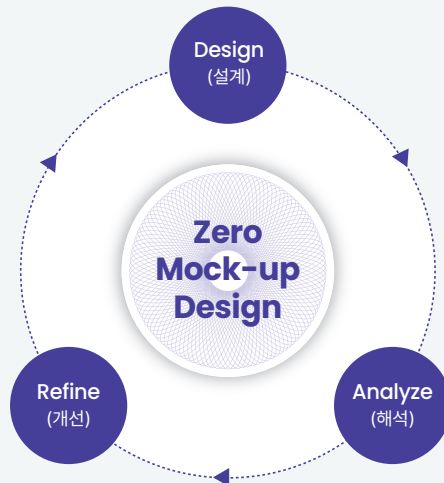 Design
(설계)
Zero
Mock-up
Design
Refine
(개선)
Analyze
(해석)